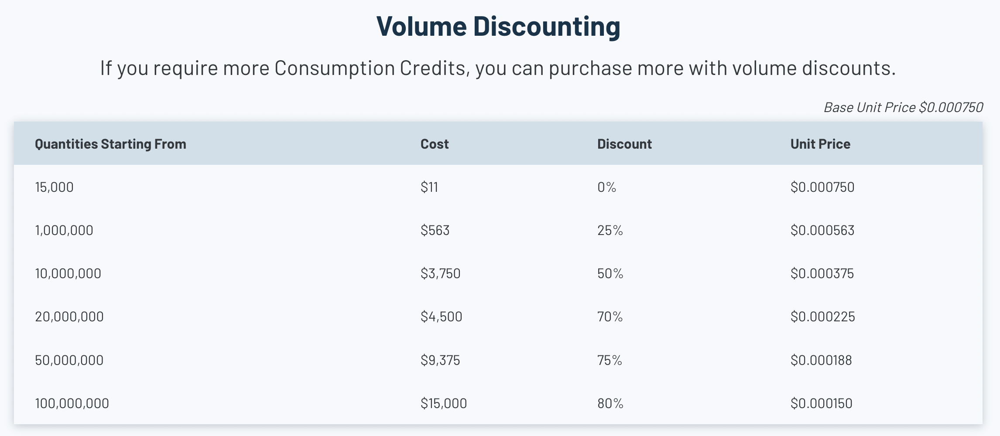 Volume Discounting
If you require more Consumption Credits, you can purchase more with volume discounts.
Base Unit Price $0.000750
Quantities Starting From Cost Discount Unit Price
15,000 $11 0% $0.000750
1,000,000 $563 25% $0.000563
10,000,000 $3,750 50% $0.000375
20,000,000 $4,500 70% $0.000225
50,000,000 $9,375 75% $0.000188
100,000,000 $15,000 80% $0.000150